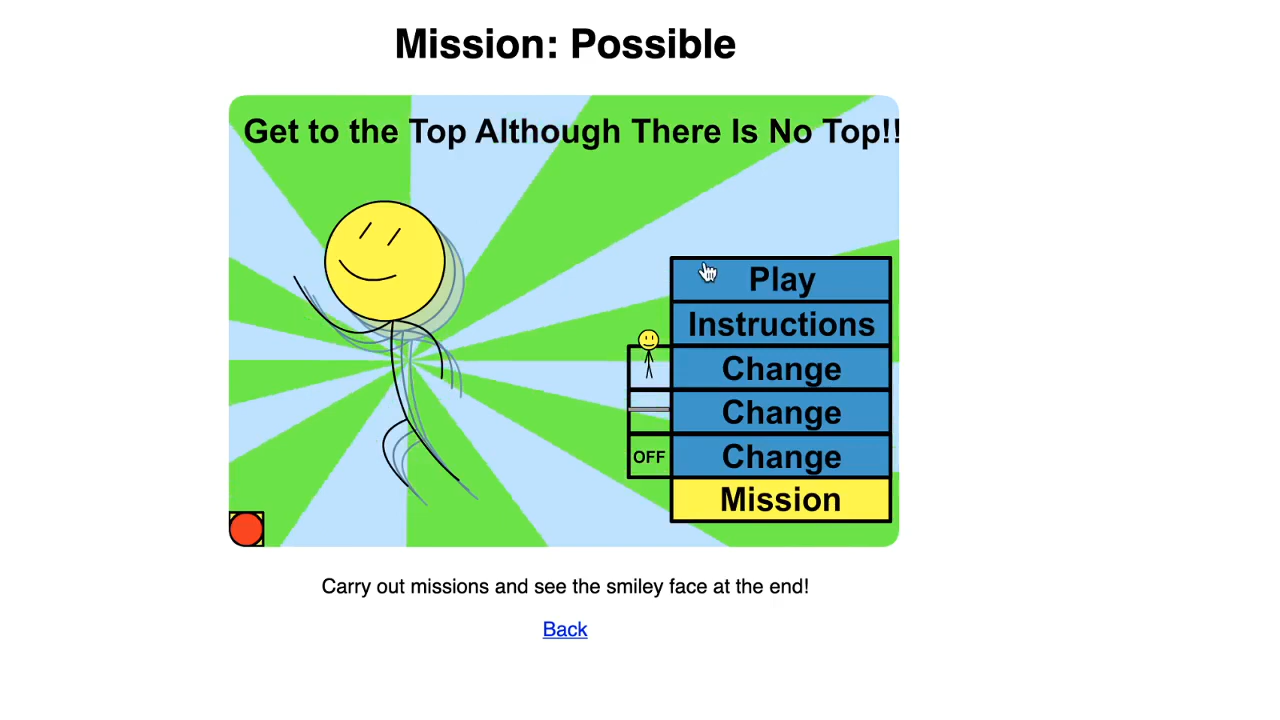 Mission: Possible
Get to the Top Although There Is No Top!!
Play
Instructions
Change
Change
OFF Change
Mission
Carry out missions and see the smiley face at the end!
Back